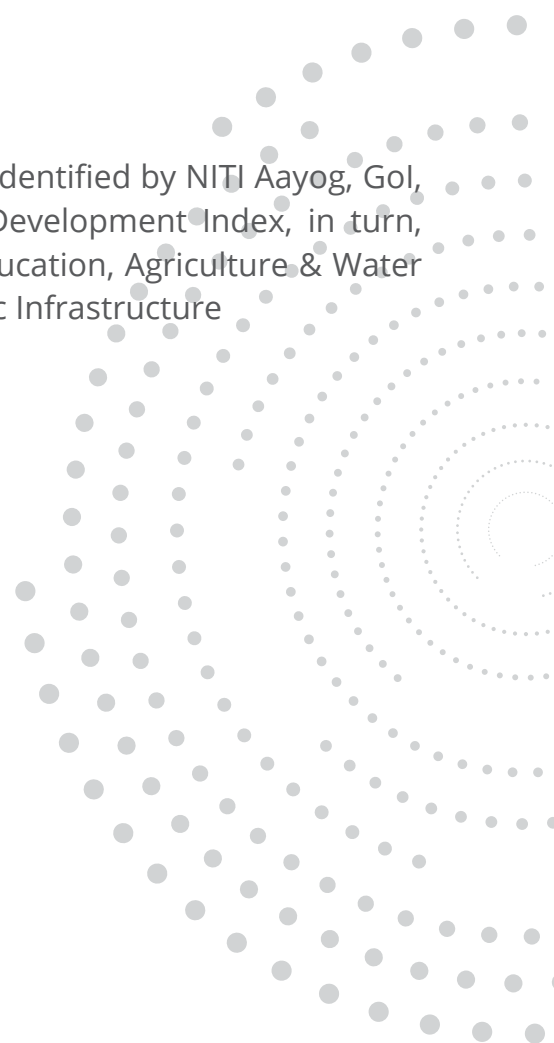 dentified by NITI Aayog, GoI,
Development Index, in turn,
ucation, Agriculture & Water
c Infrastructure